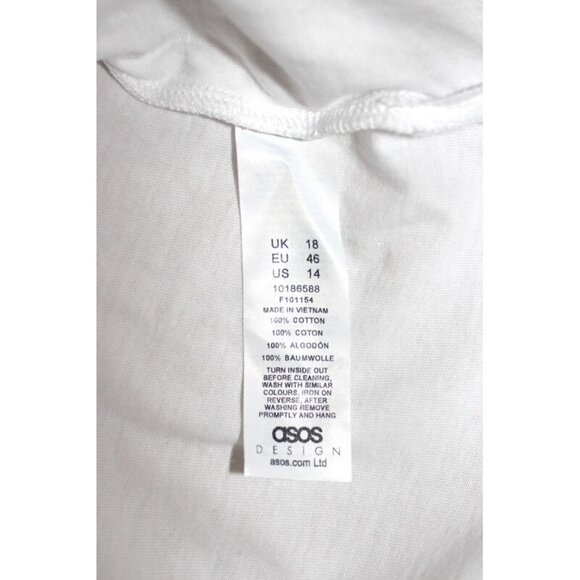 UK 18
EU 46
US 14
10186588
F101154
MADE IN VIETNAM
100% COTTON
100% COTON
100% ALGODÓN
100% BAUMWOLLE
TURN INSIDE OUT
BEFORE CLEANING,
WASH WITH SIMILAR
COLOURS, IRON ON
REVERSE, AFTER
WASHING REMOVE
PROMPTLY AND HANG
asos
DESIGN
asos.com Ltd